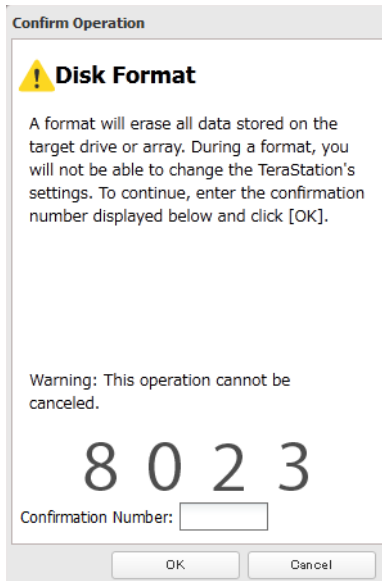 Confirm Operation
Disk Format
A format will erase all data stored on the
target drive or array. During a format, you
will not be able to change the TeraStation's
settings. To continue, enter the confirmation
number displayed below and click [OK].
Warning: This operation cannot be
canceled.
8 0 2 3
Confirmation Number:
OK Cancel